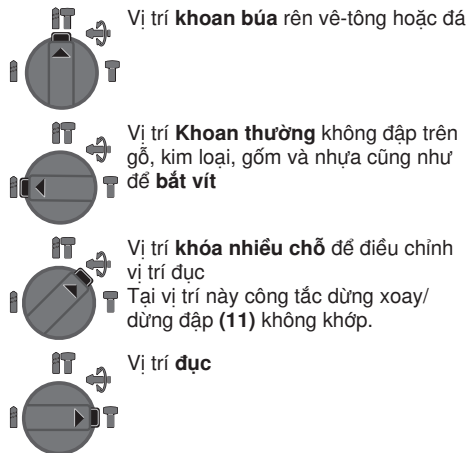 Vị trí khoan búa rên vê-tông hoặc đá
Vị trí Khoan thường không đập trên
gỗ, kim loại, gốm và nhựa cũng như
để bắt vít
Vị trí khóa nhiều chỗ để điều chỉnh
vị trí đục
Tại vị trí này công tắc dừng xoay/
dừng đập (11) không khớp.
Vị trí đục